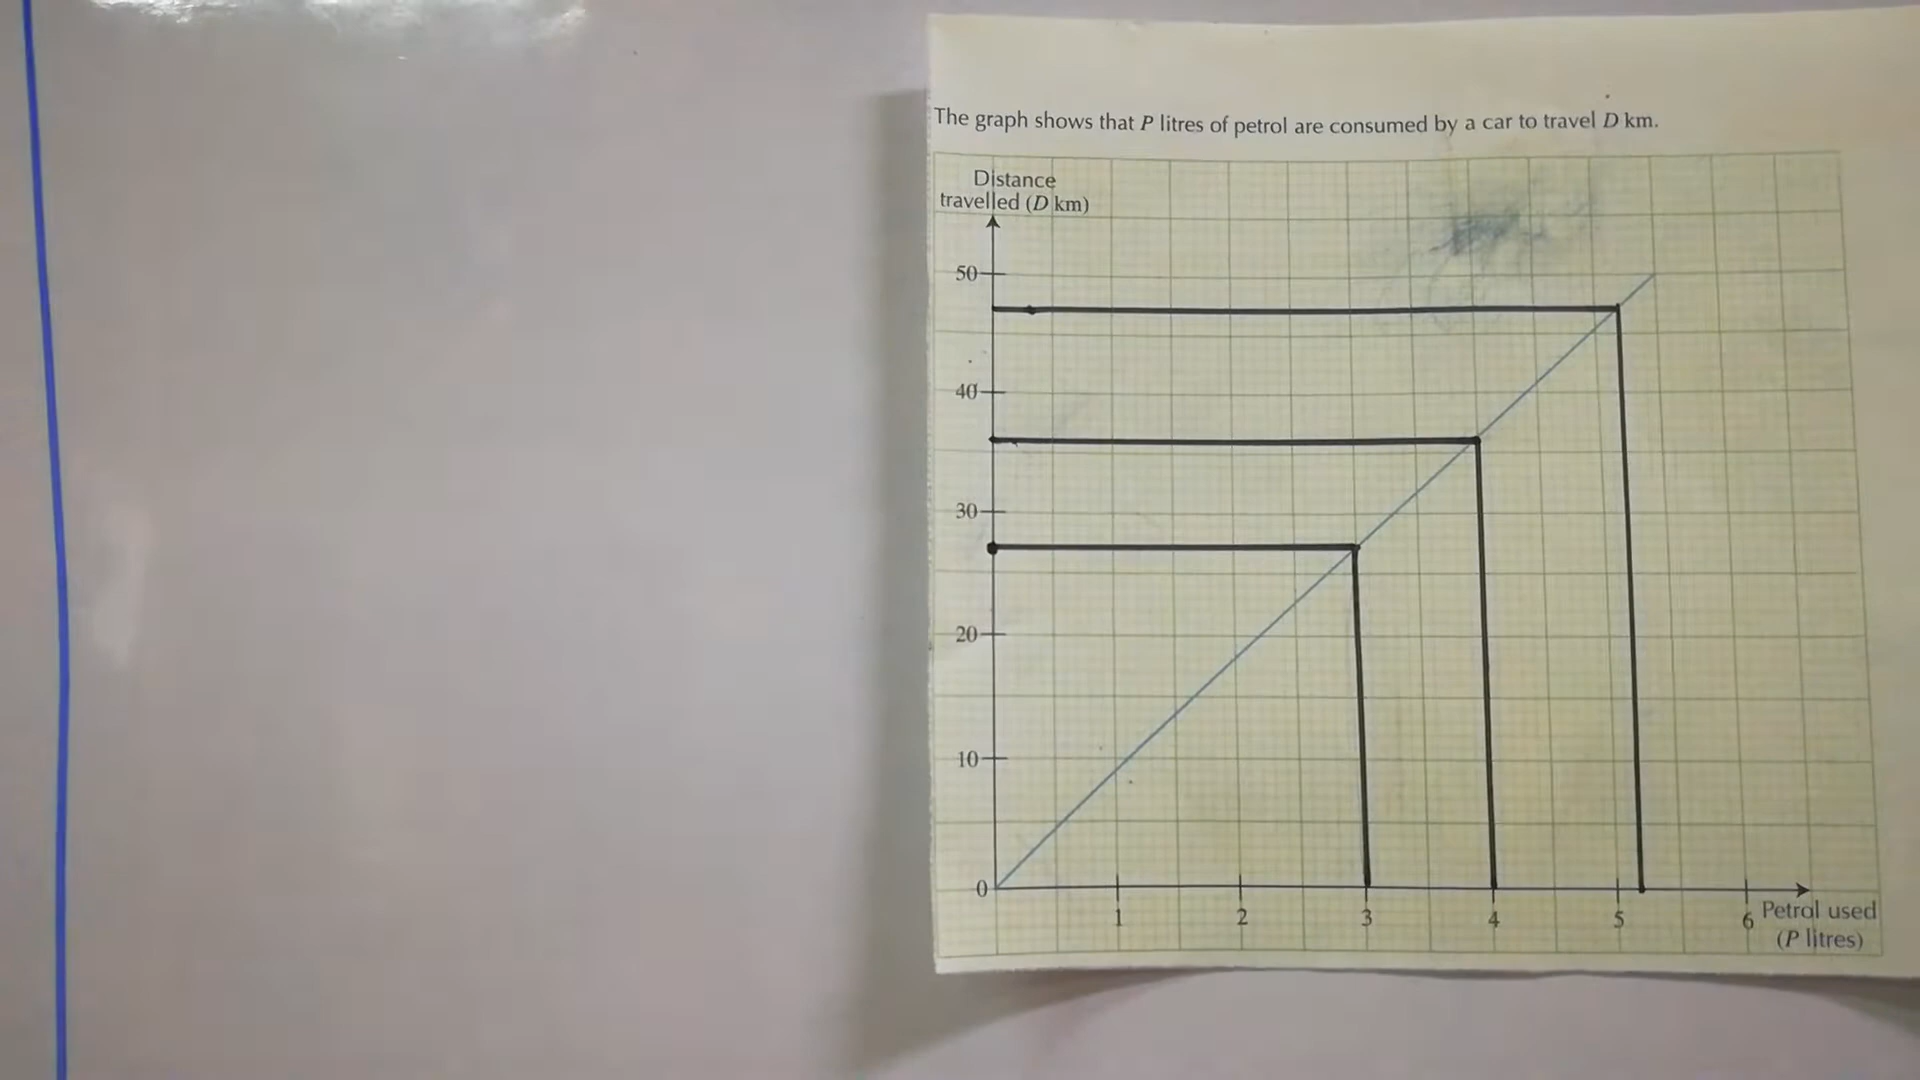 The graph shows that P litres of petrol are consumed by a car to travel D km.
Distance
travelled (D km)
50
40
30
20
10
0
1 2 3 4 5 6
Petrol used
(P litres)